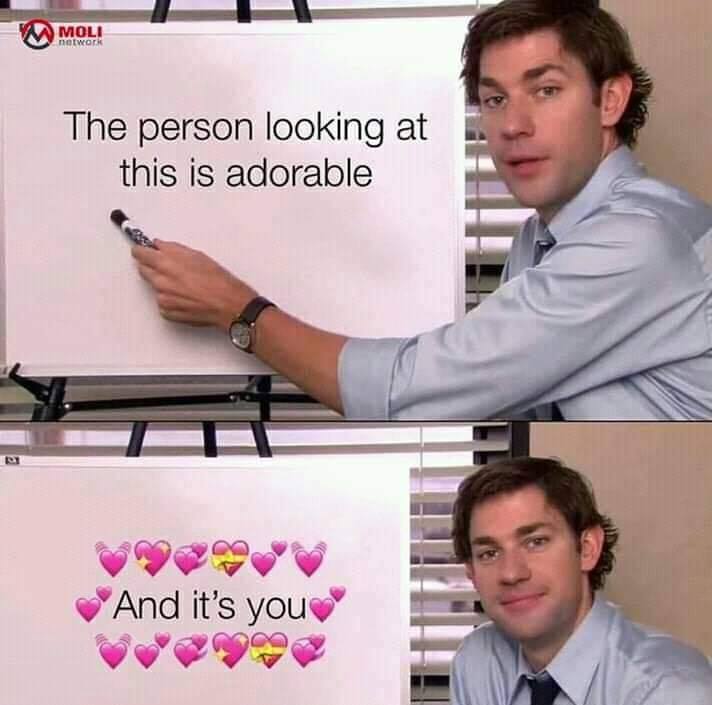 MOLI
network
The person looking at
this is adorable
And it's you